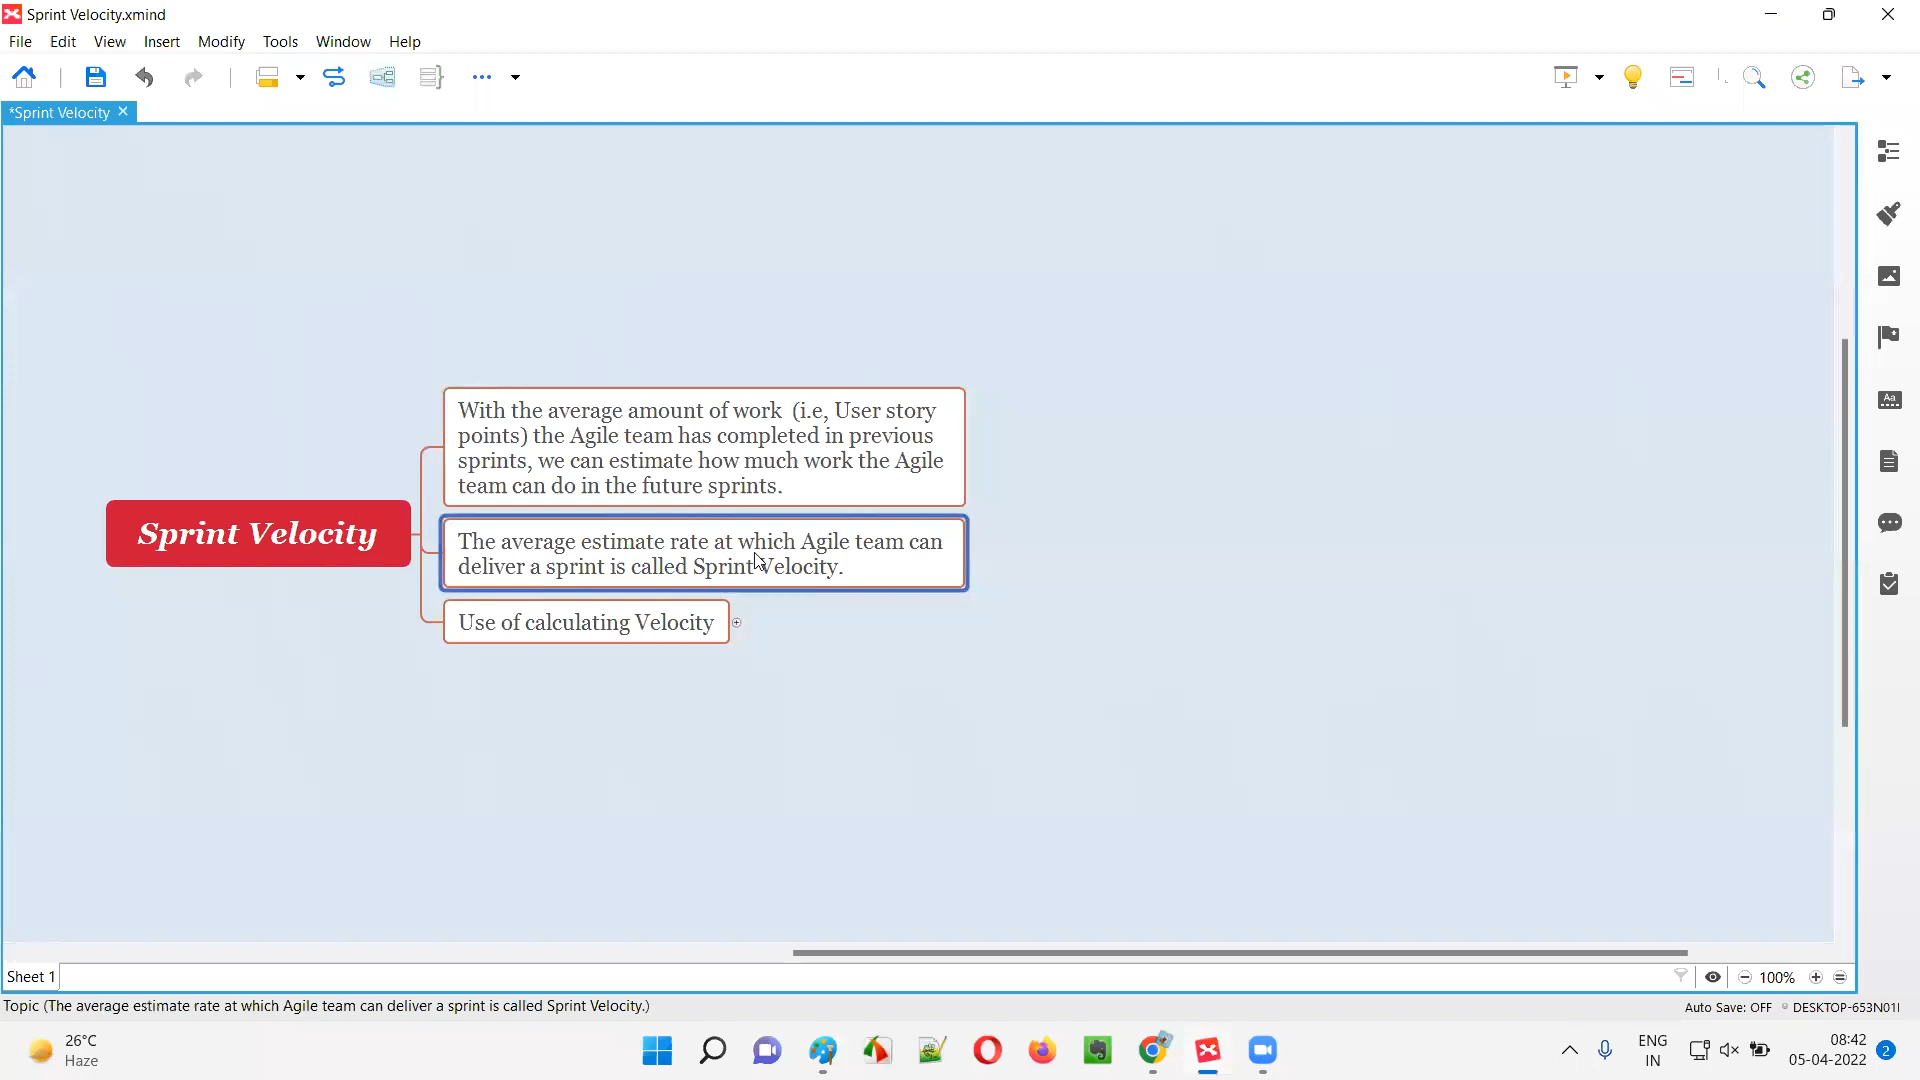 Sprint Velocity.xmind
File Edit View Insert Modify Tools Window Help
*Sprint Velocity
With the average amount of work (i.e, User story
points) the Agile team has completed in previous
sprints, we can estimate how much work the Agile
team can do in the future sprints.
Sprint Velocity
The average estimate rate at which Agile team can
deliver a sprint is called Sprint Velocity.
Use of calculating Velocity
Aa
Sheet 1
100%
Topic (The average estimate rate at which Agile team can deliver a sprint is called Sprint Velocity.)
Auto Save: OFF
DESKTOP-653N01I
26°C
Haze
ENG
IN
08:42
05-04-2022
2